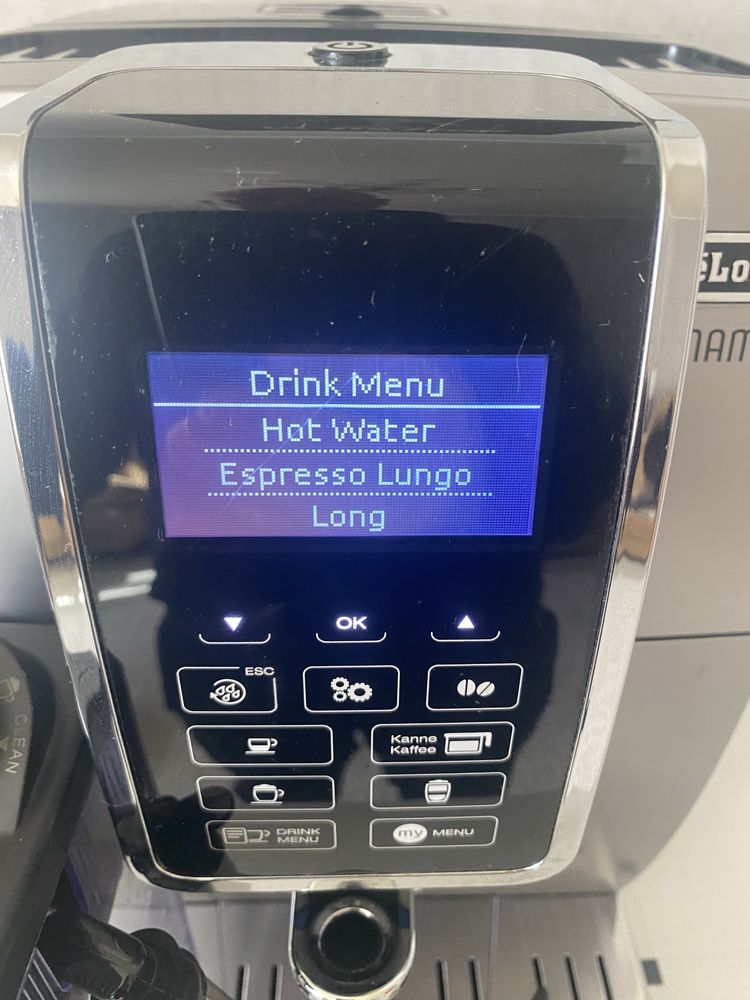 Drink Menu
Hot Water
Espresso Lungo
Long
OK
ESC
Kanne
Kaffee
DRINK
MENU
my MENU
CLEAN